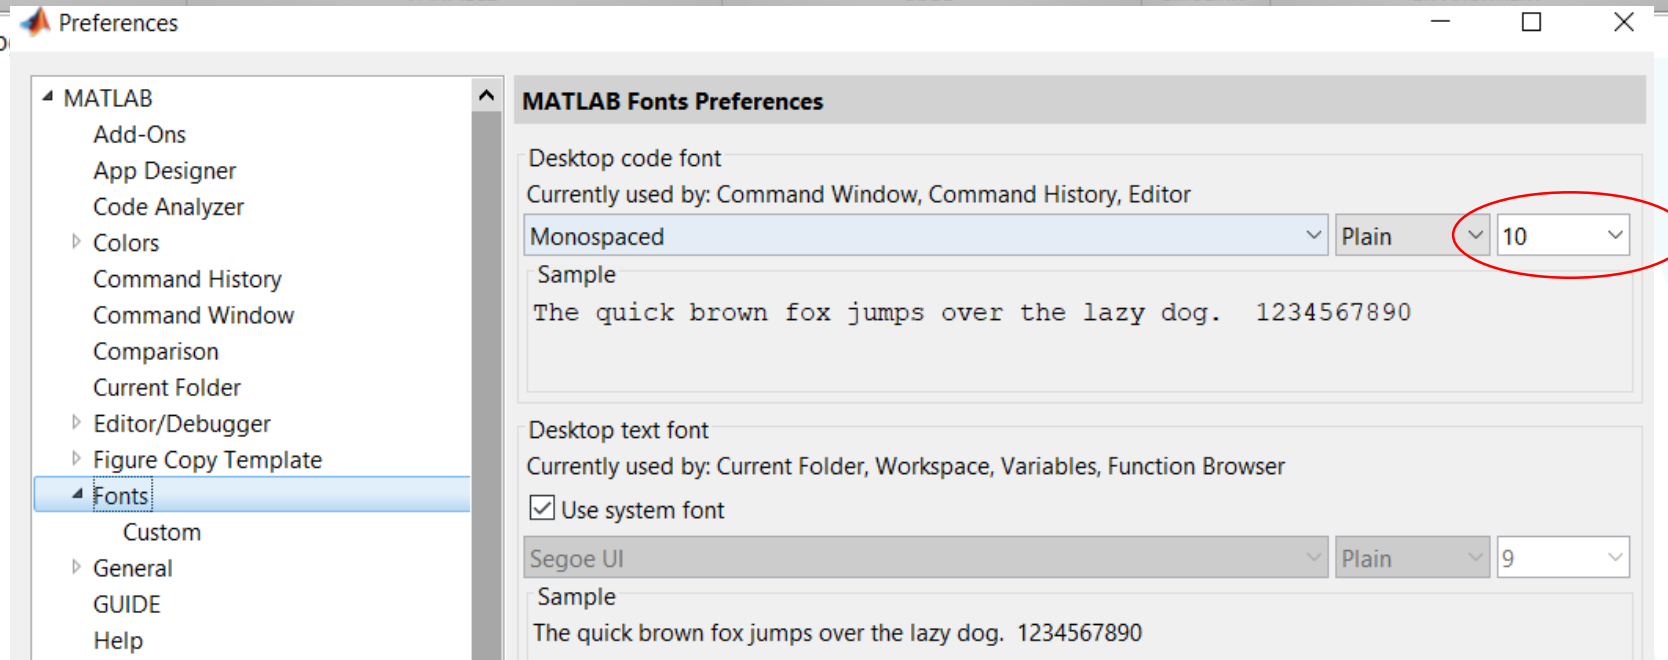 Preferences
MATLAB
Add-Ons
App Designer
Code Analyzer
Colors
Command History
Command Window
Comparison
Current Folder
Editor/Debugger
Figure Copy Template
Fonts
Custom
General
GUIDE
Help
MATLAB Fonts Preferences
Desktop code font
Currently used by: Command Window, Command History, Editor
Monospaced Plain 10
Sample
The quick brown fox jumps over the lazy dog.  1234567890
Desktop text font
Currently used by: Current Folder, Workspace, Variables, Function Browser
Use system font
Segoe UI Plain 9
Sample
The quick brown fox jumps over the lazy dog.  1234567890